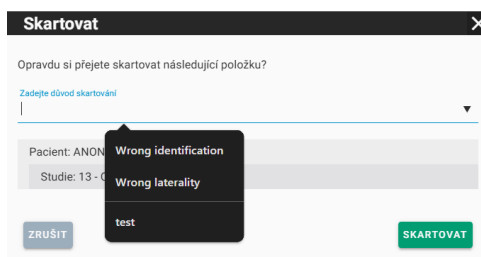 Skartovat
Opravdu si přejete skartovat následující položku?
Zadejte důvod skartování
Pacient: ANON
Wrong identification
Studie: 13 -
Wrong laterality
test
ZRUŠIT
SKARTOVAT